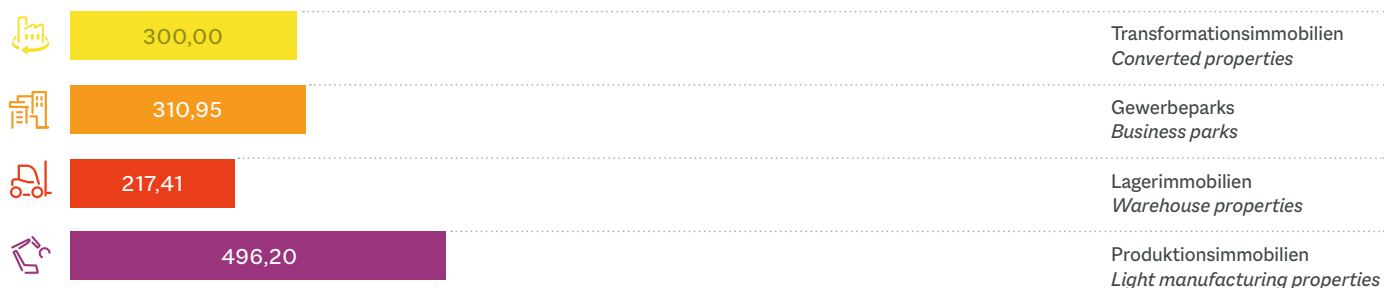 300,00
Transformationsimmobilien
Converted properties
310,95
Gewerbeparks
Business parks
217,41
Lagerimmobilien
Warehouse properties
496,20
Produktionsimmobilien
Light manufacturing properties